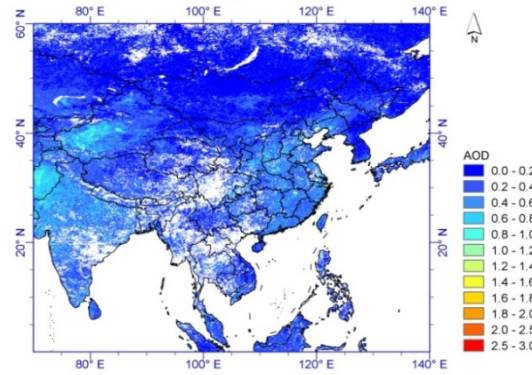 80° E 100° E 120° E 140° E
60° N
N
40° N 40° N
20° N 20° N
80° E 100° E 120° E 140° E
AOD
0.0 - 0.2
0.2 - 0.4
0.4 - 0.6
0.6 - 0.8
0.8 - 1.0
1.0 - 1.2
1.2 - 1.4
1.4 - 1.6
1.6 - 1.8
1.8 - 2.0
2.0 - 2.5
2.5 - 3.0